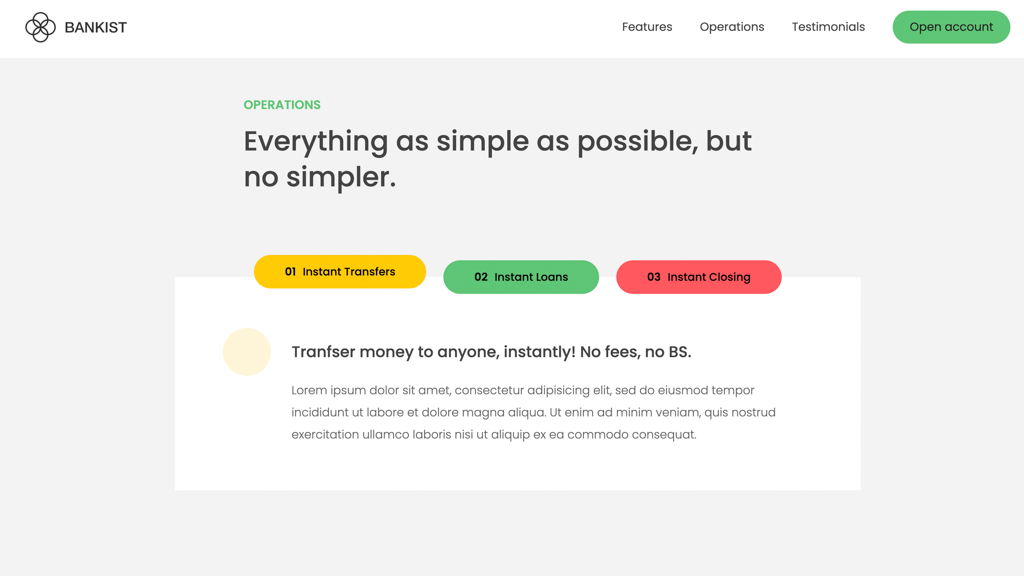 BANKIST
Features
Operations
Testimonials
Open account
OPERATIONS
Everything as simple as possible, but
no simpler.
01 Instant Transfers
02 Instant Loans
03 Instant Closing
Tranfser money to anyone, instantly! No fees, no BS.
Lorem ipsum dolor sit amet, consectetur adipisicing elit, sed do eiusmod tempor
incididunt ut labore et dolore magna aliqua. Ut enim ad minim veniam, quis nostrud
exercitation ullamco laboris nisi ut aliquip ex ea commodo consequat.